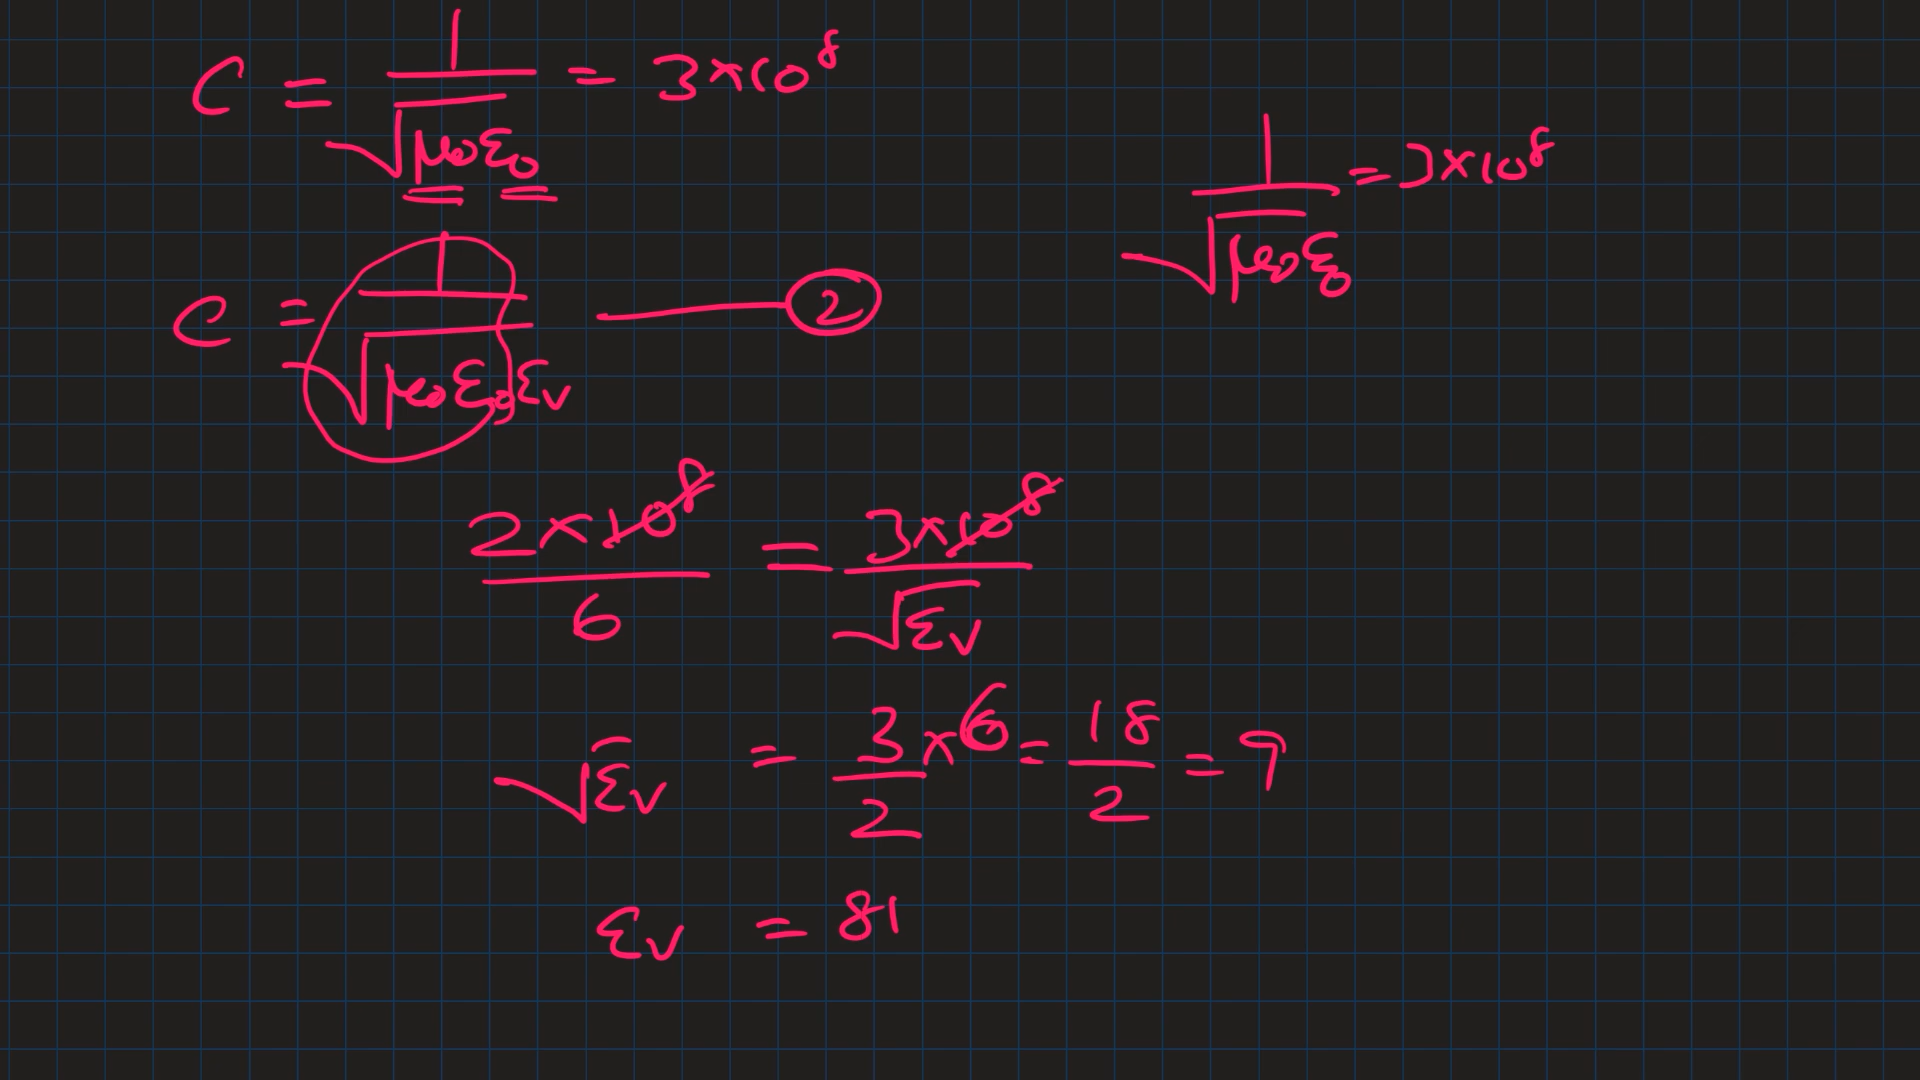 C = 1/√μ₀ε₀ = 3×10⁸
1/√μ₀ε₀ = 3×10⁸
C = 1/√μ₀ε₀εᵥ —— ②
2×10⁸/6 = 3×10⁸/√εᵥ
√εᵥ = 3/2 × 6 = 18/2 = 9
εᵥ = 81